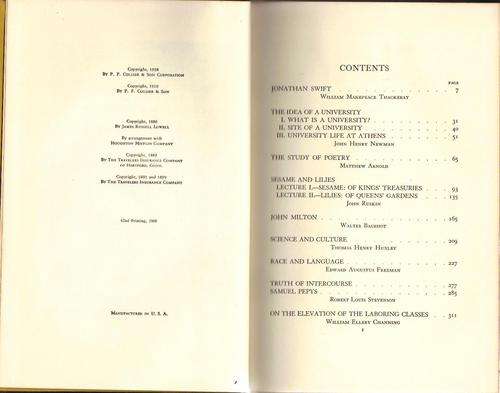 Copyright, 1938
By P. F. Collier & Son Corporation
Copyright, 1910
By P. F. Collier & Son
Copyright, 1886
By James Russell Lowell
By arrangement with
Houghton Mifflin Company
Copyright,
By The Travelers Insurance Company
of Hartford, Conn.
Copyright, and
By The Travelers Insurance Company
62nd Printing,
Manufactured in U. S. A.
CONTENTS
PAGE
JONATHAN SWIFT . . . 7
William Makepeace Thackeray
THE IDEA OF A UNIVERSITY
I. WHAT IS A UNIVERSITY? . . . 31
II. SITE OF A UNIVERSITY . . . 40
III. UNIVERSITY LIFE AT ATHENS . . . 51
John Henry Newman
THE STUDY OF POETRY . . . 65
Matthew Arnold
SESAME AND LILIES
LECTURE I.—SESAME: OF KINGS' TREASURIES . . . 93
LECTURE II.—LILIES: OF QUEENS' GARDENS . . . 135
John Ruskin
JOHN MILTON . . . 165
Walter Bagehot
SCIENCE AND CULTURE . . . 209
Thomas Henry Huxley
RACE AND LANGUAGE . . . 227
Edward Augustus Freeman
TRUTH OF INTERCOURSE . . . 277
SAMUEL PEPYS . . . 285
Robert Louis Stevenson
ON THE ELEVATION OF THE LABORING CLASSES . . 311
William Ellery Channing
1